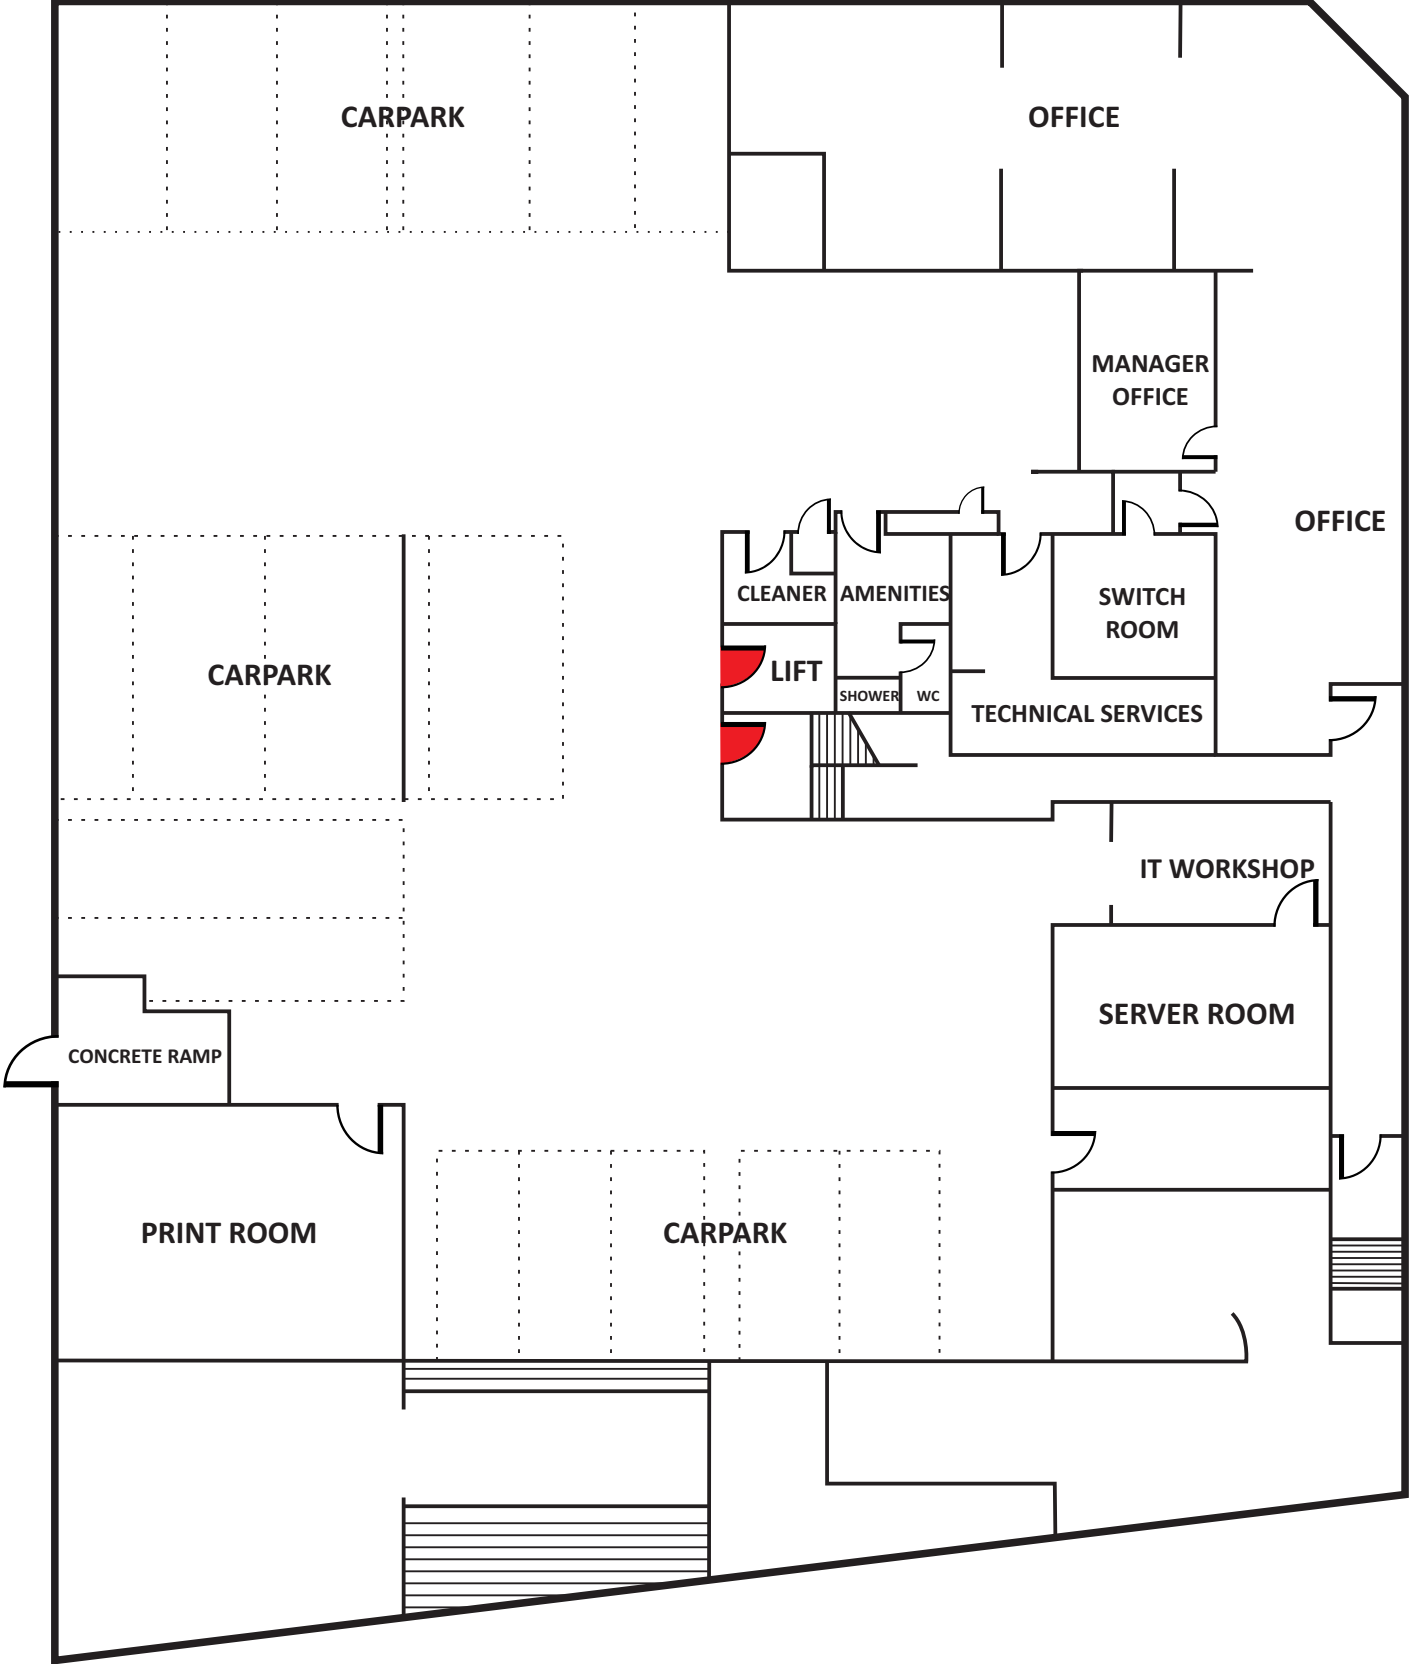 CARPARK
OFFICE
MANAGER
OFFICE
OFFICE
CLEANER
AMENITIES
SWITCH
ROOM
CARPARK
LIFT
SHOWER
WC
TECHNICAL SERVICES
IT WORKSHOP
SERVER ROOM
CONCRETE RAMP
PRINT ROOM
CARPARK